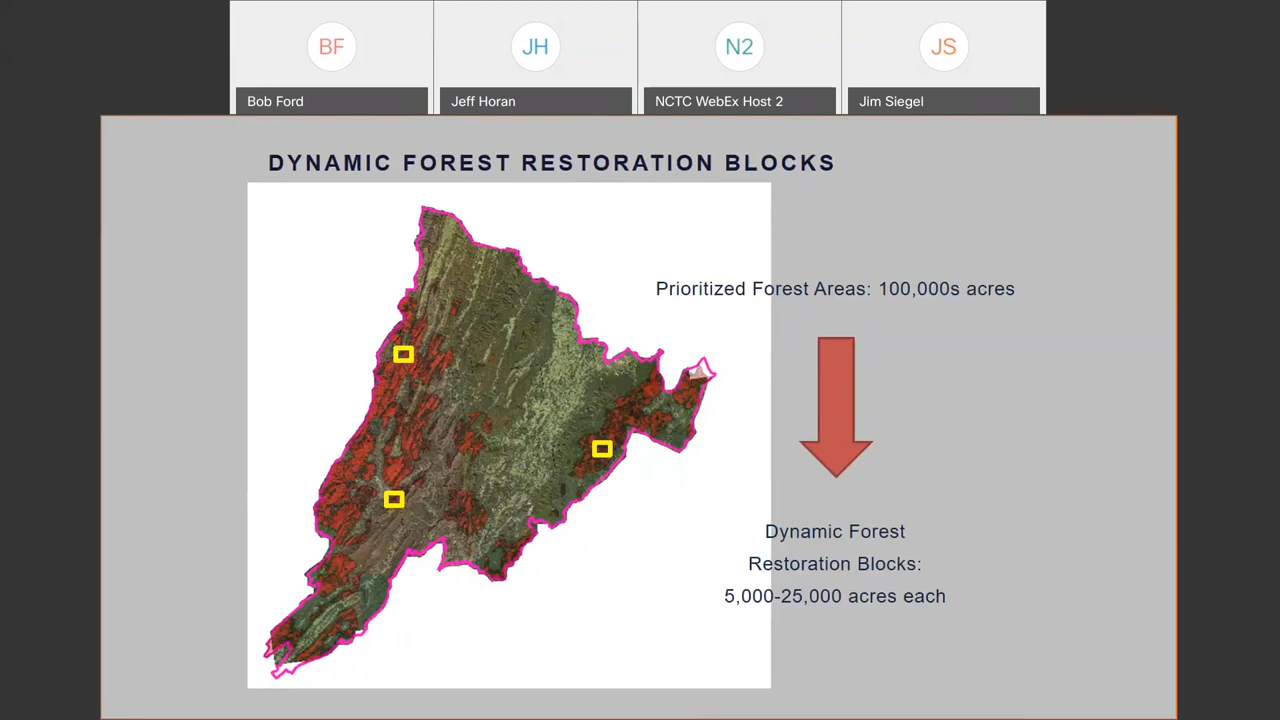 BF
JH
N2
JS
Bob Ford
Jeff Horan
NCTC WebEx Host 2
Jim Siegel
DYNAMIC FOREST RESTORATION BLOCKS
Prioritized Forest Areas: 100,000s acres
Dynamic Forest
Restoration Blocks:
5,000-25,000 acres each